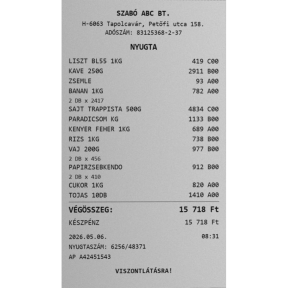 SZABÓ ABC BT.
H-6063 Tapolcavár, Petőfi utca 158.
ADÓSZÁM: 83125368-2-37
NYUGTA
LISZT BL55 1KG 419 C00
KAVE 250G 2911 B00
ZSEMLE 93 A00
BANAN 1KG 782 A00
2 DB x 2417
SAJT TRAPPISTA 500G 4834 C00
PARADICSOM KG 1133 B00
KENYER FEHER 1KG 689 A00
RIZS 1KG 738 B00
VAJ 200G 977 B00
2 DB x 456
PAPIRZSEBKENDO 912 B00
2 DB x 410
CUKOR 1KG 820 A00
TOJAS 10DB 1410 A00
VÉGÖSSZEG: 15 718 Ft
KÉSZPÉNZ 15 718 Ft
2026.05.06. 08:31
NYUGTASZÁM: 6256/48371
AP A42451543
VISZONTLÁTÁSRA!